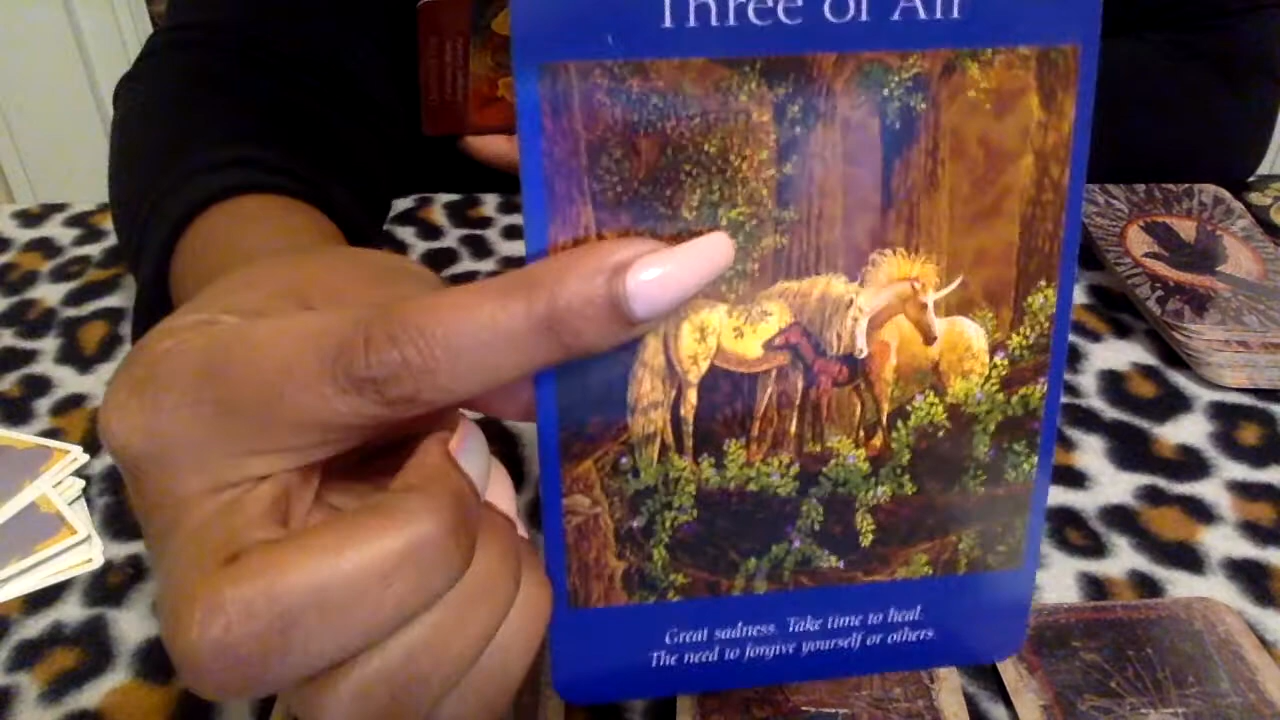 Three of Air
Great sadness. Take time to heal.
The need to forgive yourself or others.